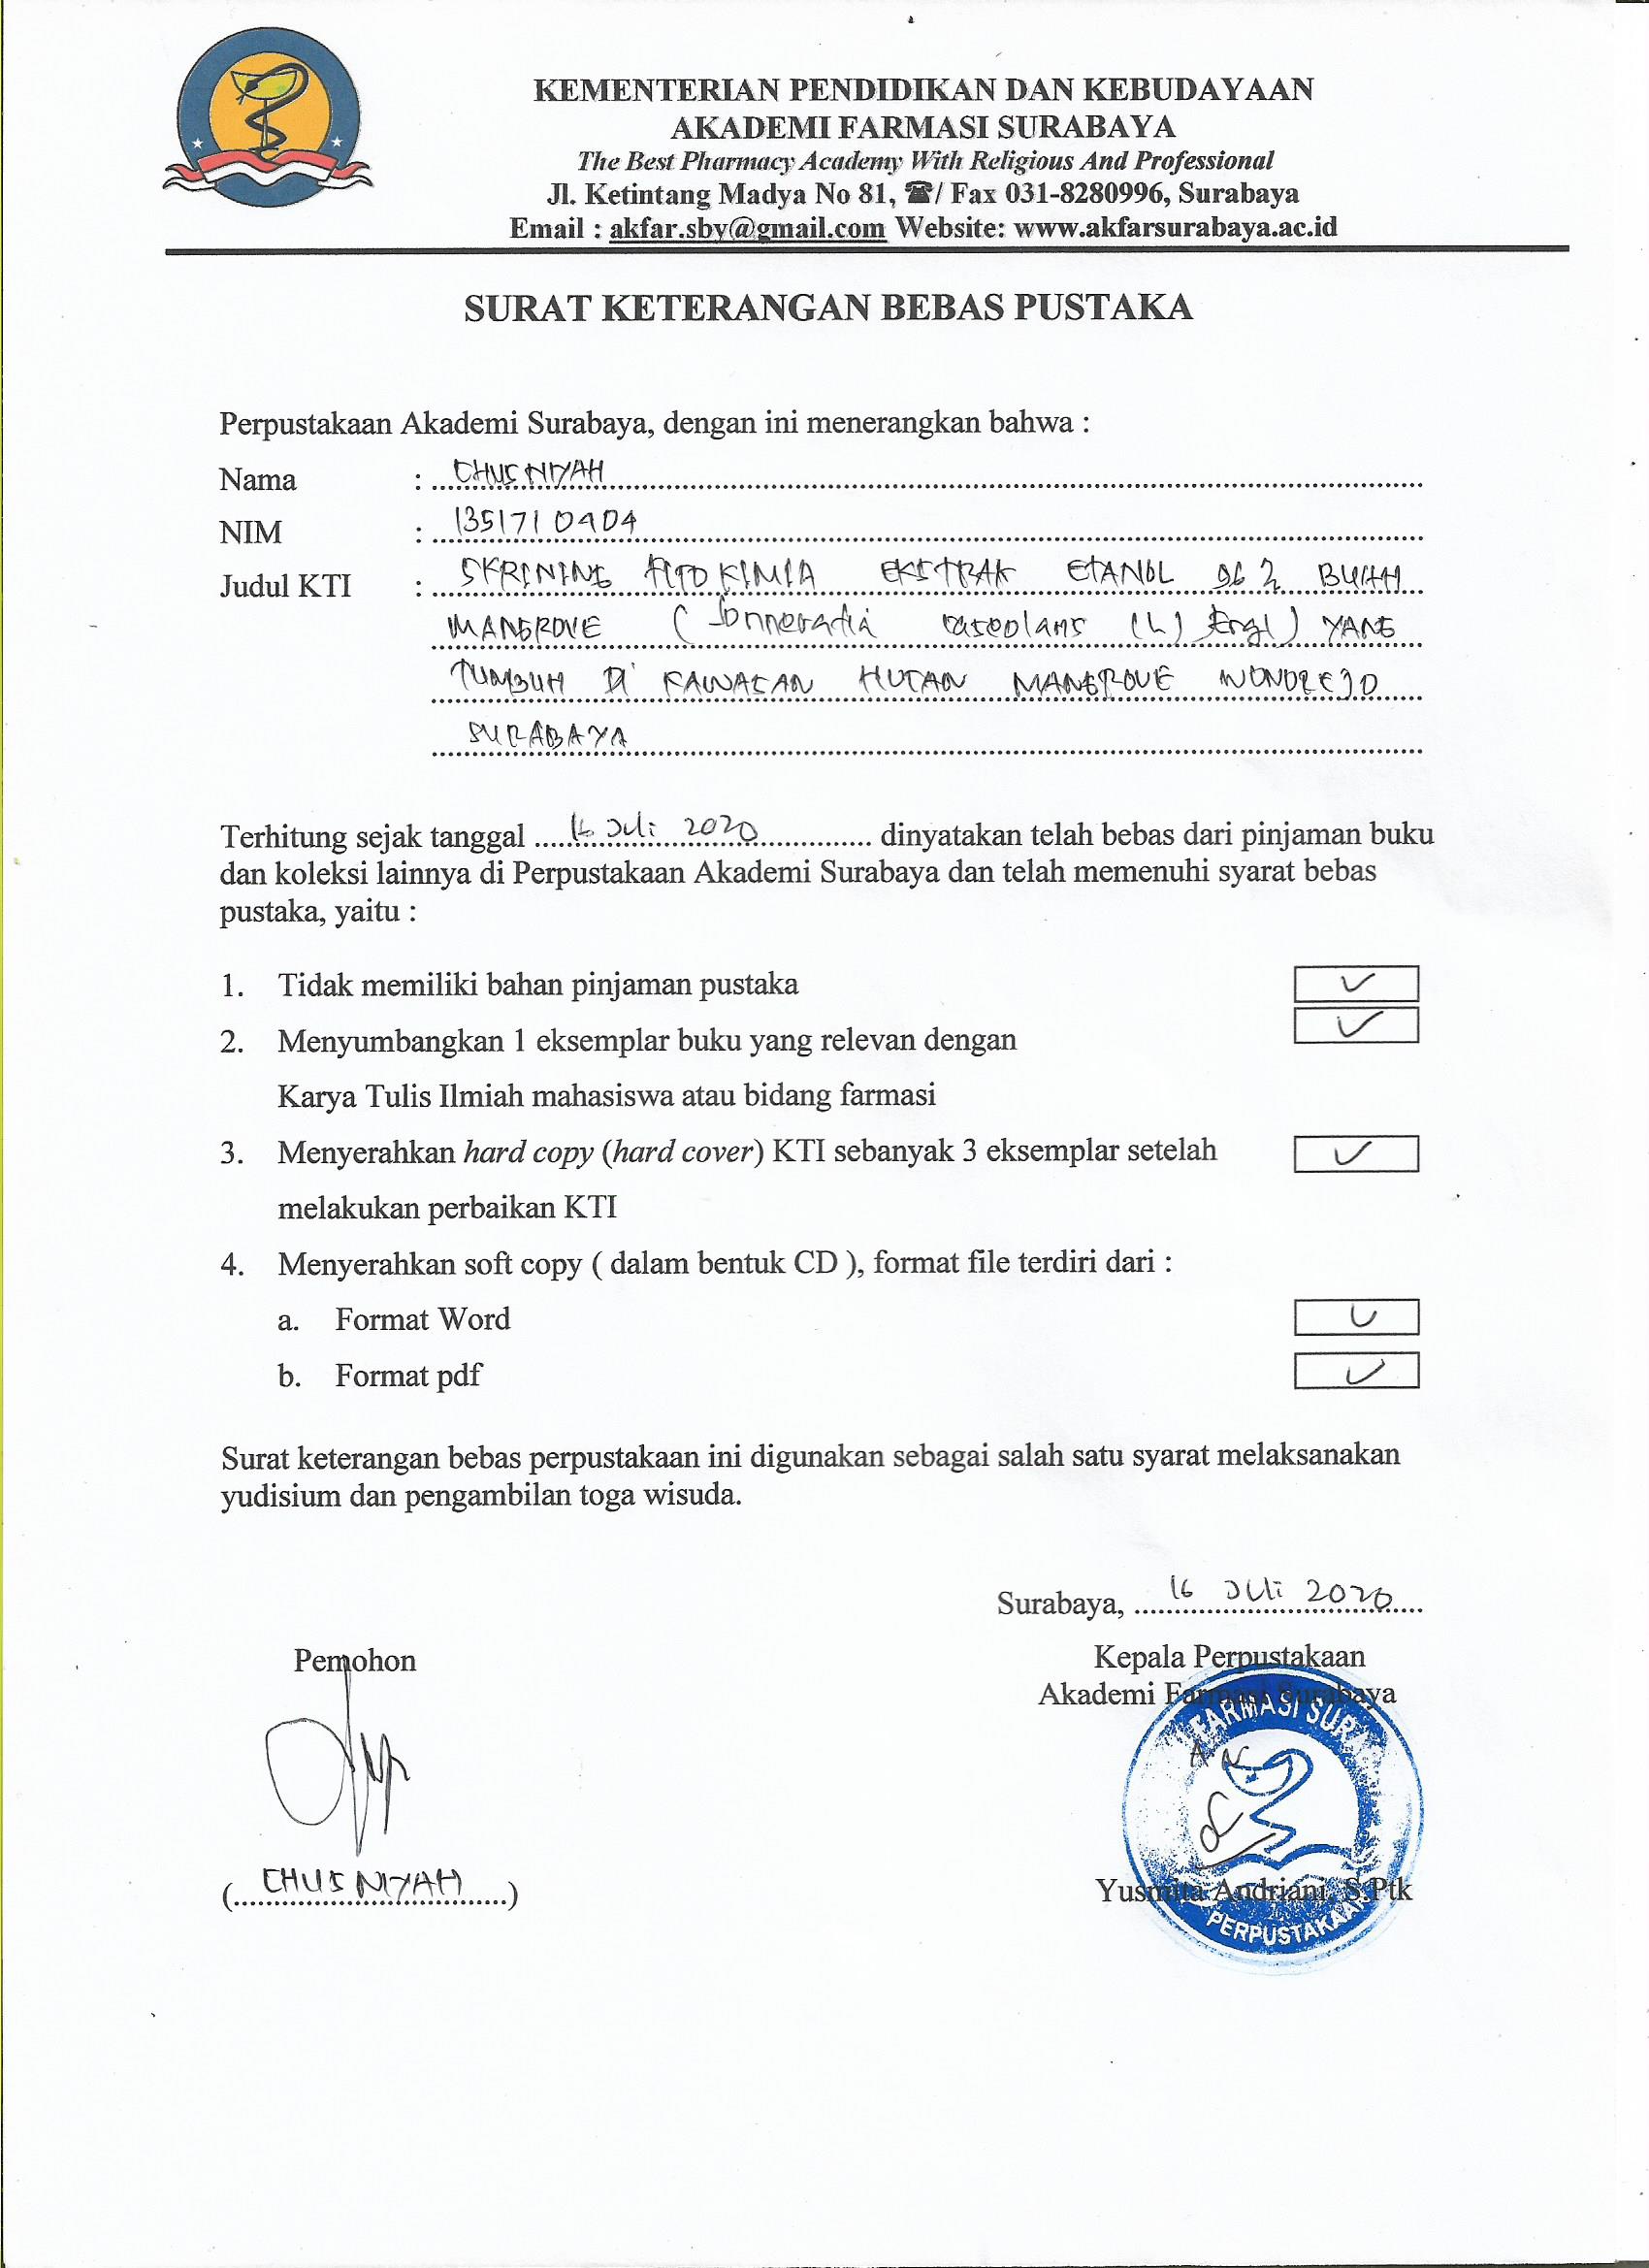 KEMENTERIAN PENDIDIKAN DAN KEBUDAYAAN
AKADEMI FARMASI SURABAYA
The Best Pharmacy Academy With Religious And Professional
Jl. Ketintang Madya No 81, ☎/ Fax 031-8280996, Surabaya
Email : akfar.sby@gmail.com Website: www.akfarsurabaya.ac.id
SURAT KETERANGAN BEBAS PUSTAKA
Perpustakaan Akademi Surabaya, dengan ini menerangkan bahwa :
Nama : CHUSNIYAH
NIM : 1351710404
Judul KTI : SKRINING FITOKIMIA EKSTRAK ETANOL 96% BUAH
MANGROVE (Sonneratia caseolaris (L) Engl) YANG
TUMBUH DI KAWASAN HUTAN MANGROVE WONOREJO
SURABAYA
Terhitung sejak tanggal 16 Juli 2020 dinyatakan telah bebas dari pinjaman buku
dan koleksi lainnya di Perpustakaan Akademi Surabaya dan telah memenuhi syarat bebas
pustaka, yaitu :
1. Tidak memiliki bahan pinjaman pustaka ✓
2. Menyumbangkan 1 eksemplar buku yang relevan dengan ✓
Karya Tulis Ilmiah mahasiswa atau bidang farmasi
3. Menyerahkan hard copy (hard cover) KTI sebanyak 3 eksemplar setelah ✓
melakukan perbaikan KTI
4. Menyerahkan soft copy ( dalam bentuk CD ), format file terdiri dari :
a. Format Word ✓
b. Format pdf ✓
Surat keterangan bebas perpustakaan ini digunakan sebagai salah satu syarat melaksanakan
yudisium dan pengambilan toga wisuda.
Surabaya, 16 Juli 2020
Pemohon
Kepala Perpustakaan
Akademi Farmasi Surabaya
FARMASI SURA
A.n
(CHUSNIYAH)
Yusmita Andriani, S.Ptk
PERPUSTAKAAN